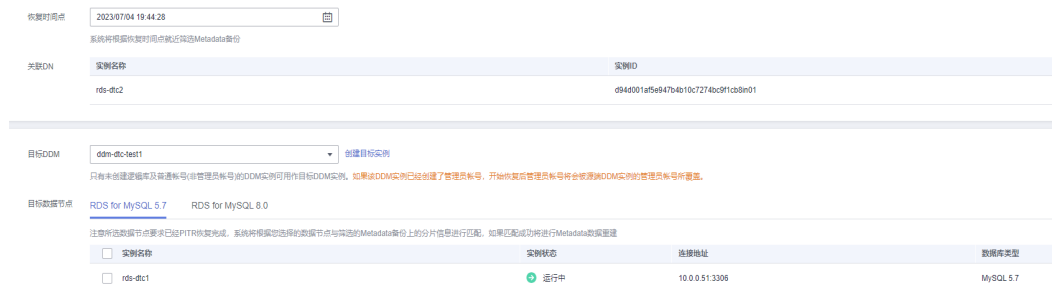 恢复时间点 2023/07/04 19:44:28
系统将根据恢复时间点就近筛选Metadata备份
关联DN 实例名称 实例ID
rds-dtc2 d94d001af5e947b4b10c7274bc9f1cb8in01
目标DDM ddm-dtc-test1 创建目标实例
只有未创建逻辑库及普通帐号(非管理员帐号)的DDM实例可用作目标DDM实例。如果该DDM实例已经创建了管理员帐号，开始恢复后管理员帐号将会被源端DDM实例的管理员帐号所覆盖。
目标数据节点 RDS for MySQL 5.7 RDS for MySQL 8.0
注意所选数据节点要求已经PITR恢复完成，系统将根据您选择的数据节点与筛选的Metadata备份上的分片信息进行匹配，如果匹配成功将进行Metadata数据重建
实例名称 实例状态 连接地址 数据库类型
rds-dtc1 运行中 10.0.0.51:3306 MySQL 5.7